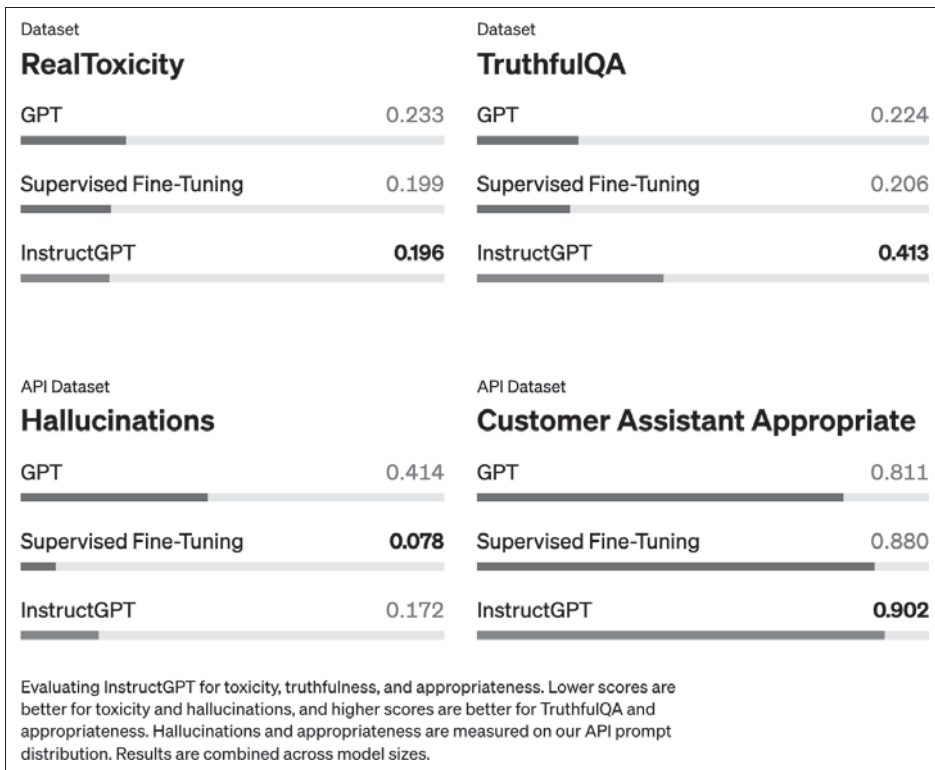 Dataset
RealToxicity
GPT 0.233
Supervised Fine-Tuning 0.199
InstructGPT 0.196
Dataset
TruthfulQA
GPT 0.224
Supervised Fine-Tuning 0.206
InstructGPT 0.413
API Dataset
Hallucinations
GPT 0.414
Supervised Fine-Tuning 0.078
InstructGPT 0.172
API Dataset
Customer Assistant Appropriate
GPT 0.811
Supervised Fine-Tuning 0.880
InstructGPT 0.902
Evaluating InstructGPT for toxicity, truthfulness, and appropriateness. Lower scores are
better for toxicity and hallucinations, and higher scores are better for TruthfulQA and
appropriateness. Hallucinations and appropriateness are measured on our API prompt
distribution. Results are combined across model sizes.